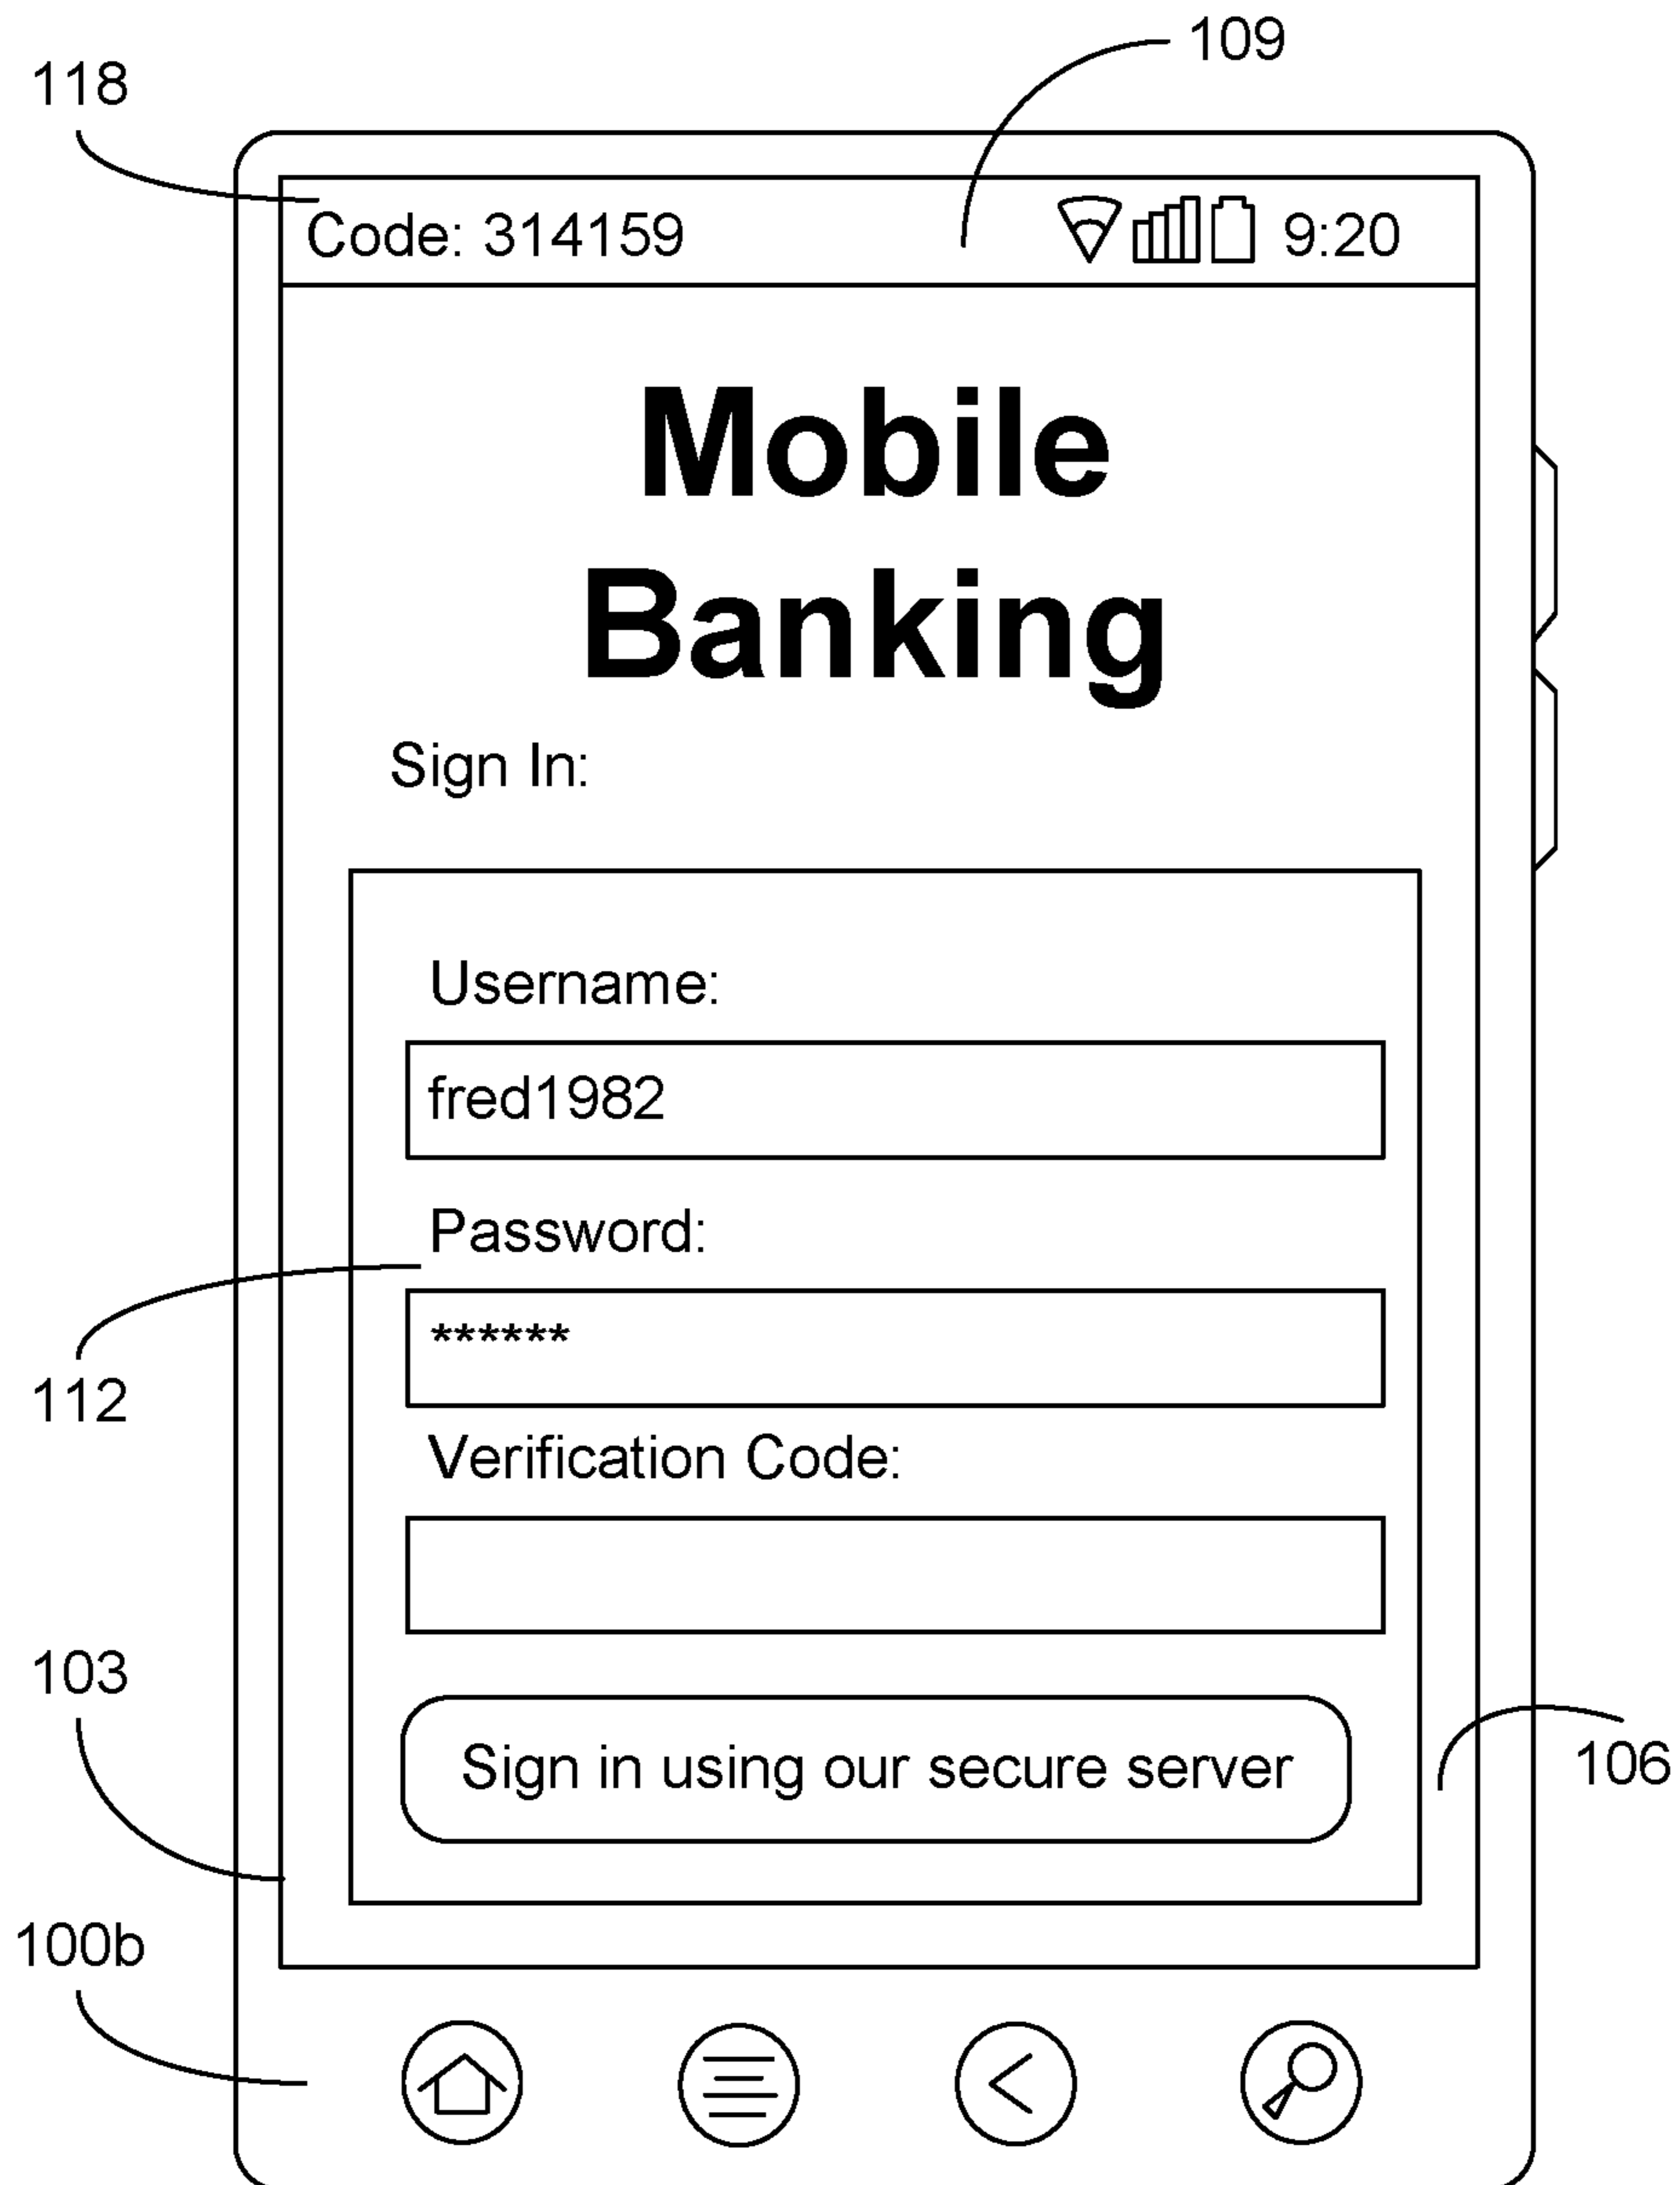 109
118
Code: 314159 9:20
Mobile
Banking
Sign In:
Username:
fred1982
Password:
******
112
Verification Code:
103
Sign in using our secure server
106
100b